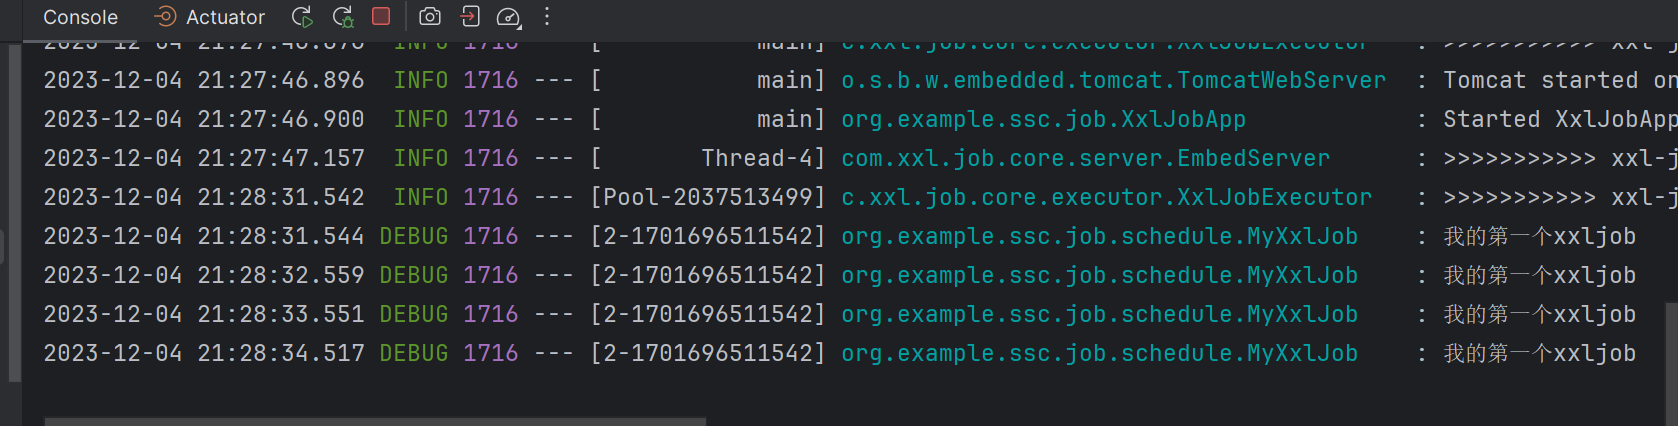 Console Actuator
2023-12-04 21:27:46.896  INFO 1716 --- [           main] o.s.b.w.embedded.tomcat.TomcatWebServer  : Tomcat started on
2023-12-04 21:27:46.900  INFO 1716 --- [           main] org.example.ssc.job.XxlJobApp            : Started XxlJobApp
2023-12-04 21:27:47.157  INFO 1716 --- [       Thread-4] com.xxl.job.core.server.EmbedServer      : >>>>>>>>>>> xxl-j
2023-12-04 21:28:31.542  INFO 1716 --- [Pool-2037513499] c.xxl.job.core.executor.XxlJobExecutor   : >>>>>>>>>>> xxl-j
2023-12-04 21:28:31.544 DEBUG 1716 --- [2-1701696511542] org.example.ssc.job.schedule.MyXxlJob    : 我的第一个xxljob
2023-12-04 21:28:32.559 DEBUG 1716 --- [2-1701696511542] org.example.ssc.job.schedule.MyXxlJob    : 我的第一个xxljob
2023-12-04 21:28:33.551 DEBUG 1716 --- [2-1701696511542] org.example.ssc.job.schedule.MyXxlJob    : 我的第一个xxljob
2023-12-04 21:28:34.517 DEBUG 1716 --- [2-1701696511542] org.example.ssc.job.schedule.MyXxlJob    : 我的第一个xxljob